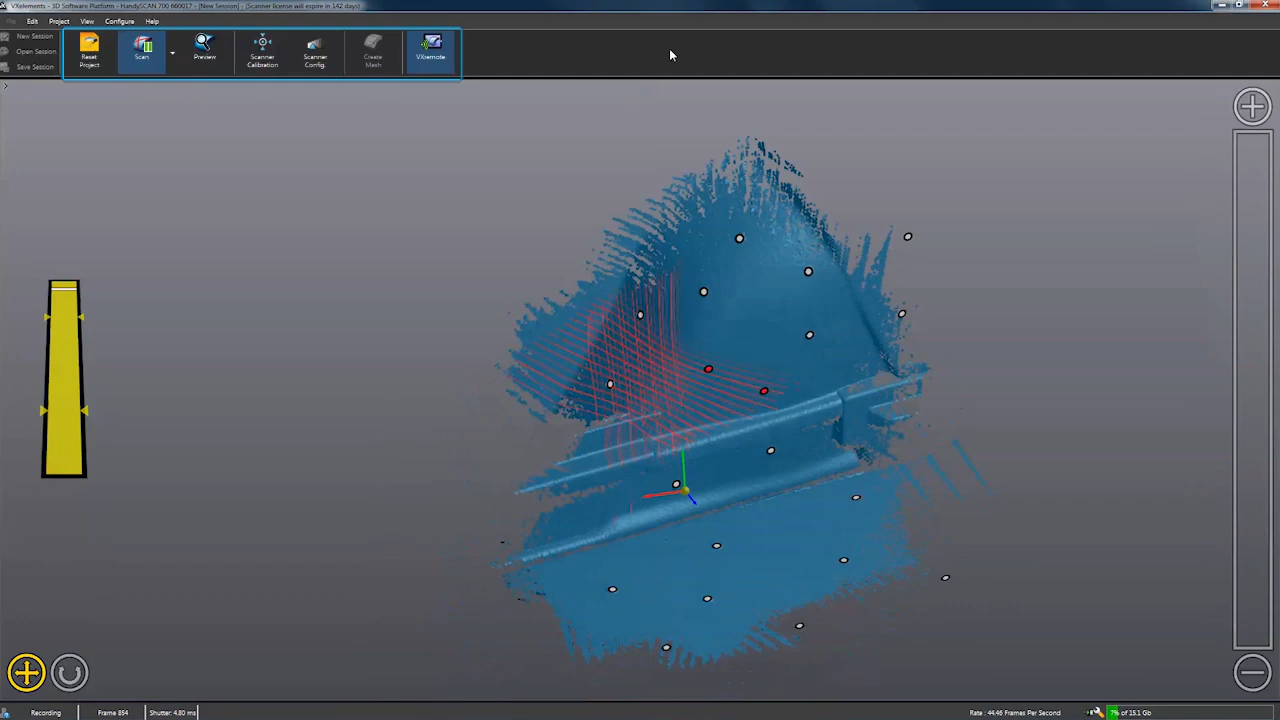 VXelements - 3D Software Platform - HandySCAN 700 660017 - [New Session] - [Scanner license will expire in 142 days)
File Edit Project View Configure Help
New Session
Open Session
Save Session
Reset Project
Scan
Preview
Scanner Calibration
Scanner Config.
Create Mesh
VXremote
Recording
Frame 854
Shutter: 4.80 ms
Rate : 44.46 Frames Per Second
7% of 15.1 Gb